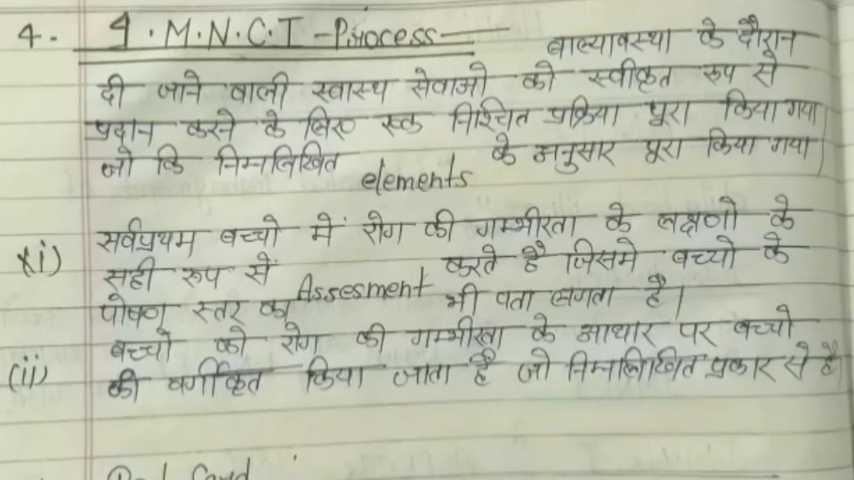 4. I.M.N.C.I - Process - बाल्यावस्था के दौरान
दी जाने वाली स्वास्थ सेवाओ को स्वीकृत रूप से
प्रदान करने के लिए एक निश्चित प्रक्रिया पूरा किया गया
जो कि निम्नलिखित elements के अनुसार पूरा किया गया
(i) सर्वप्रथम बच्चो में रोग की गम्भीरता के लक्षणो के
सही रूप से Assesment करते है जिसमे बच्चो के
पोषण स्तर का भी पता लगता है।
(ii) बच्चो को रोग की गम्भीरता के आधार पर बच्चो
की वर्गीकृत किया जाता है जो निम्नलिखित प्रकार से है।